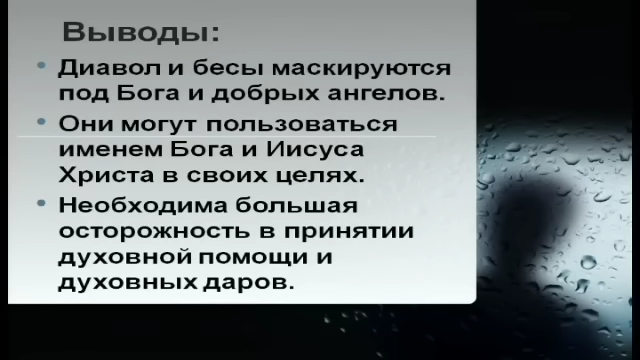 Выводы:
• Диавол и бесы маскируются
под Бога и добрых ангелов.
• Они могут пользоваться
именем Бога и Иисуса
Христа в своих целях.
• Необходима большая
осторожность в принятии
духовной помощи и
духовных даров.